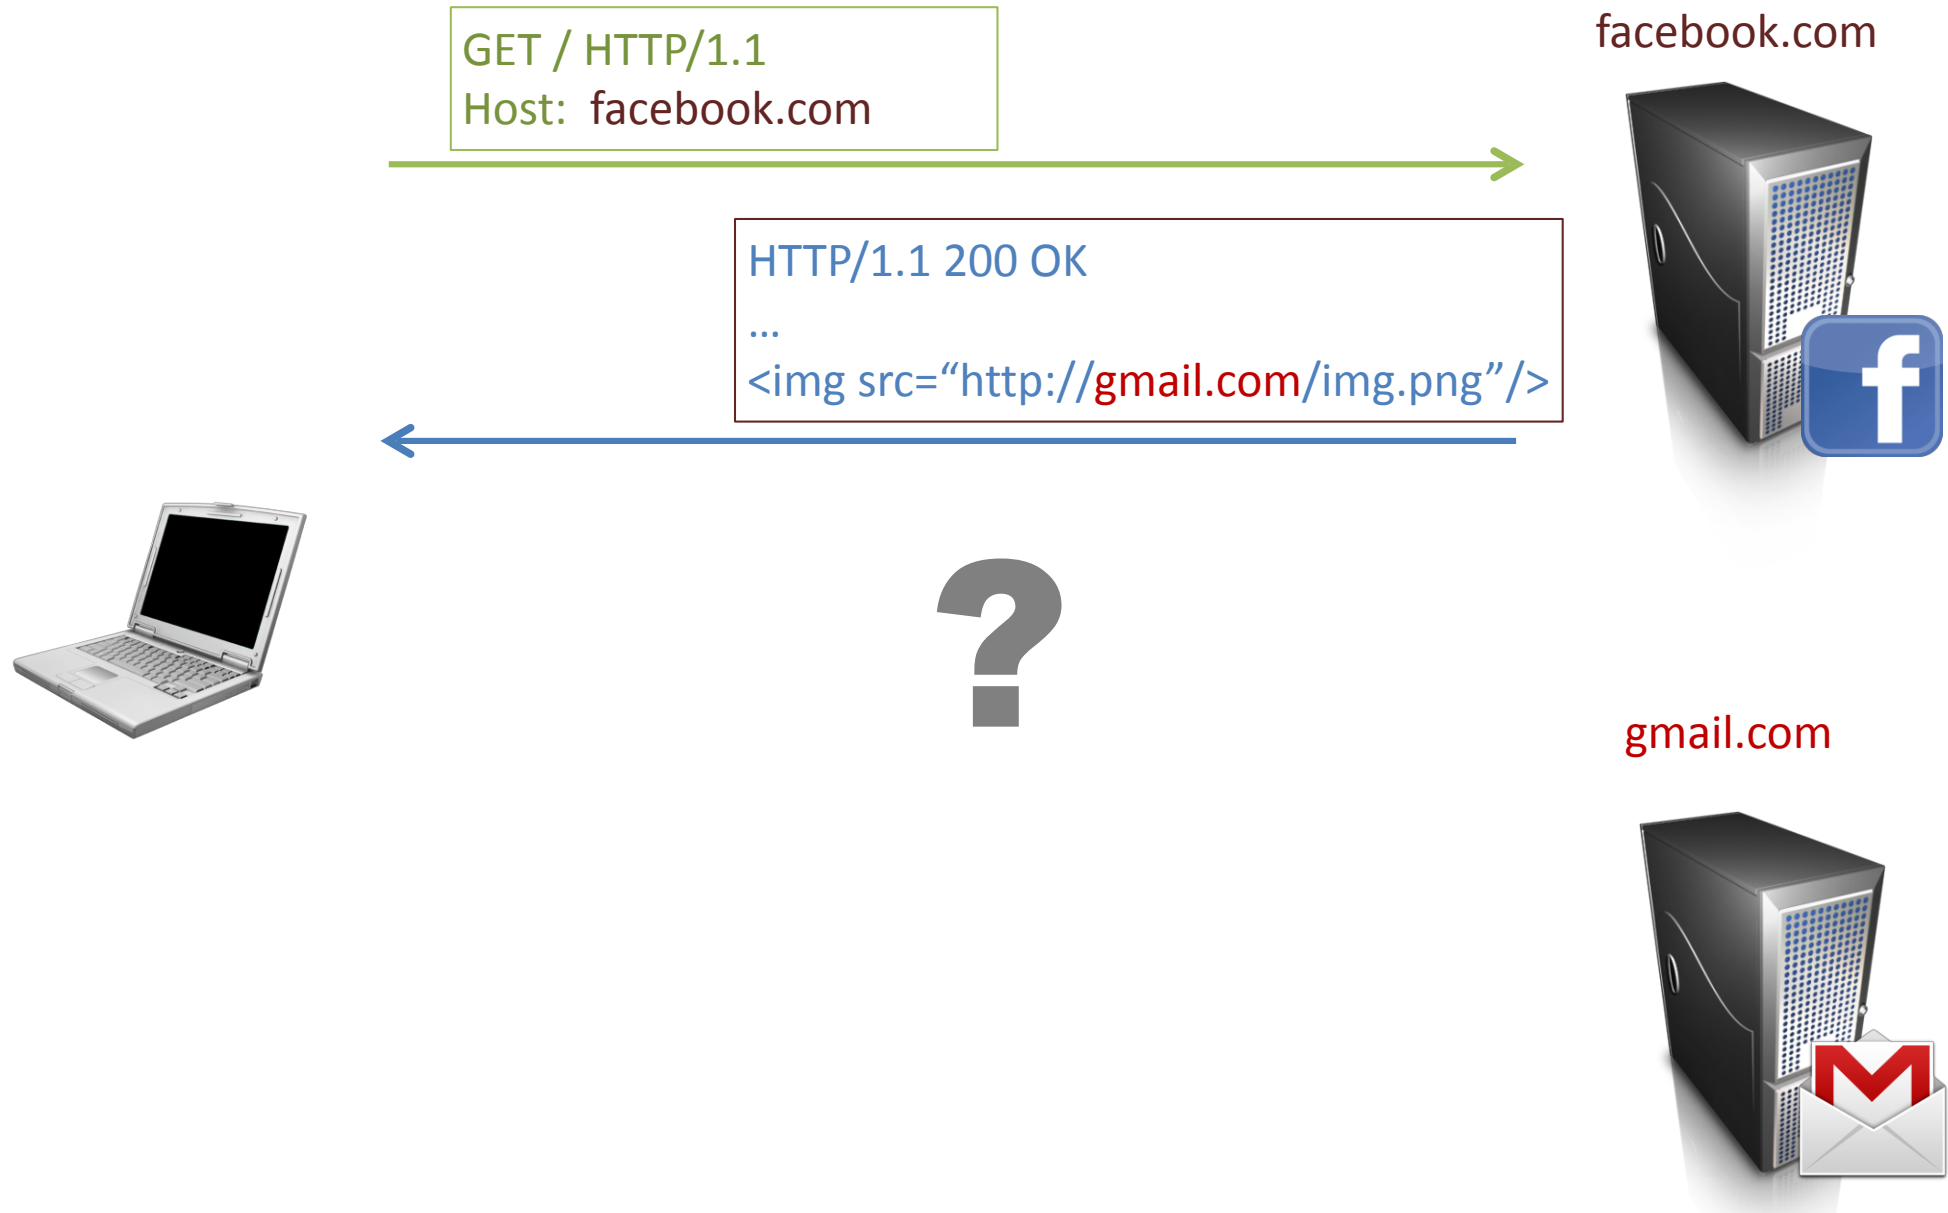 facebook.com
GET / HTTP/1.1
Host: facebook.com
HTTP/1.1 200 OK
...
<img src=“http://gmail.com/img.png”/>
f
?
gmail.com
M